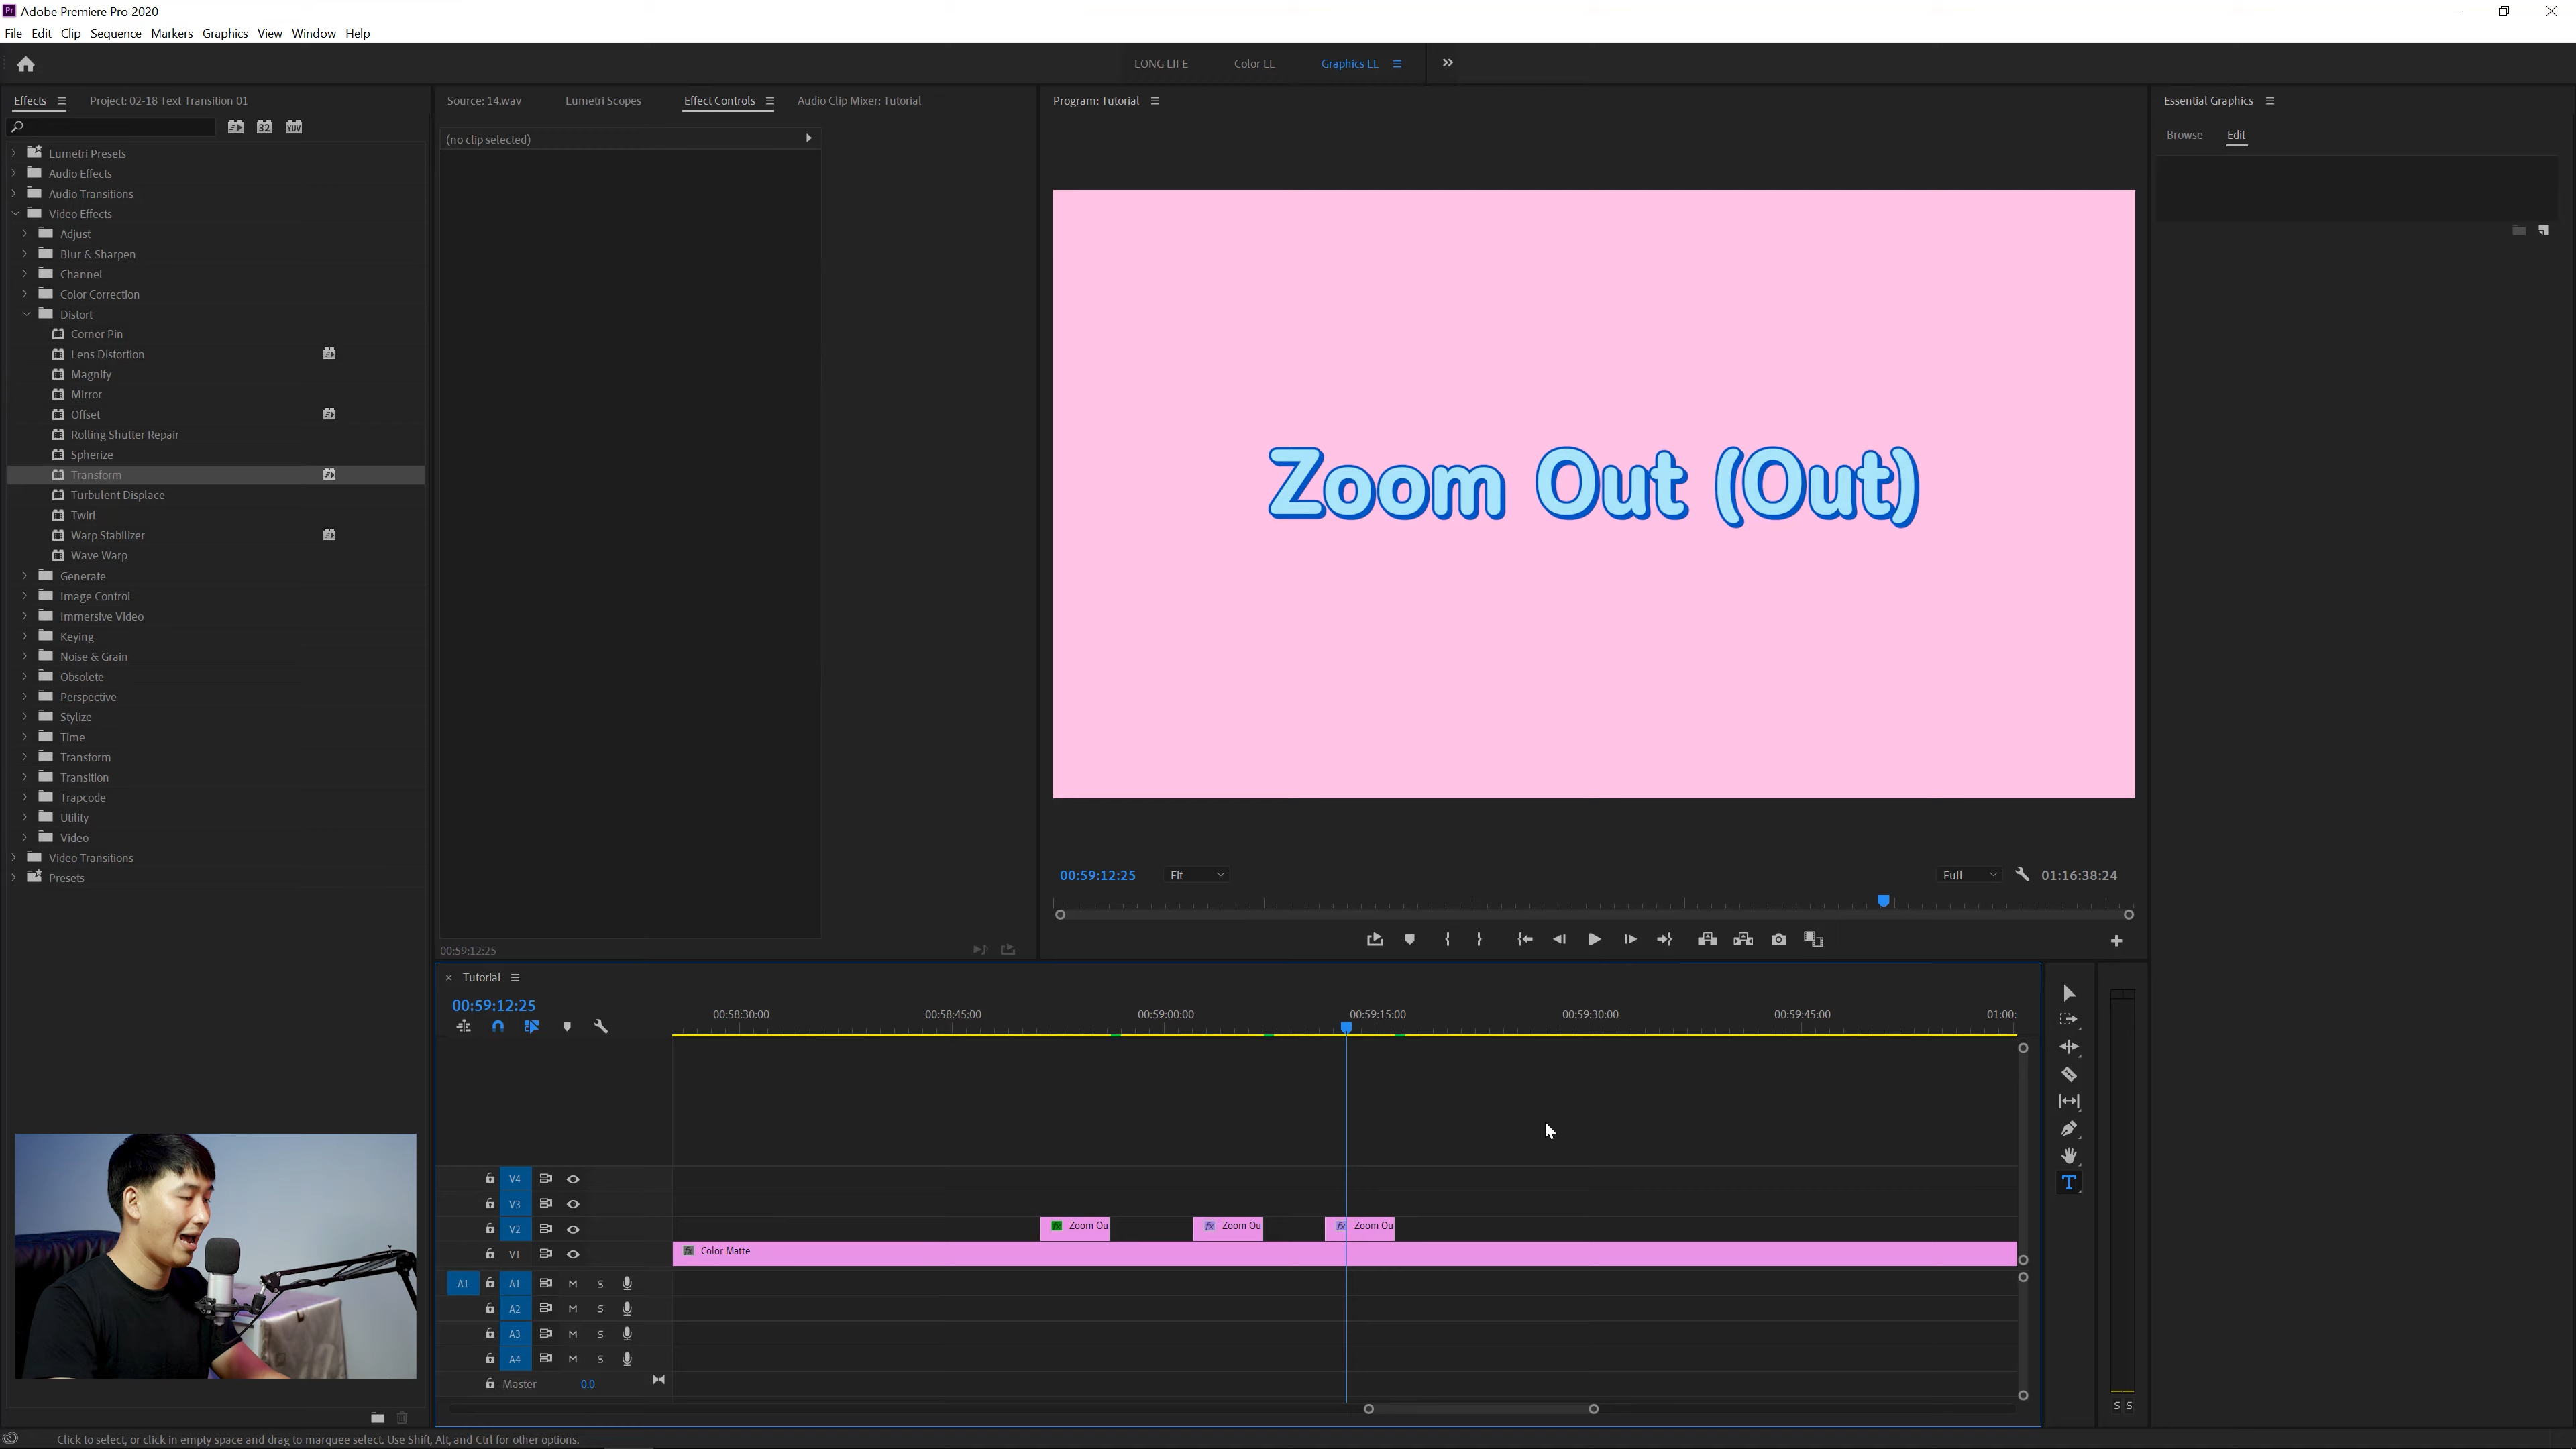 Adobe Premiere Pro 2020
File Edit Clip Sequence Markers Graphics View Window Help
LONG LIFE Color LL Graphics LL
Effects Project: 02-18 Text Transition 01
32 YUV
Lumetri Presets
Audio Effects
Audio Transitions
Video Effects
Adjust
Blur & Sharpen
Channel
Color Correction
Distort
Corner Pin
Lens Distortion
Magnify
Mirror
Offset
Rolling Shutter Repair
Spherize
Transform
Turbulent Displace
Twirl
Warp Stabilizer
Wave Warp
Generate
Image Control
Immersive Video
Keying
Noise & Grain
Obsolete
Perspective
Stylize
Time
Transform
Transition
Trapcode
Utility
Video
Video Transitions
Presets
Source: 14.wav Lumetri Scopes Effect Controls Audio Clip Mixer: Tutorial
(no clip selected)
00:59:12:25
Program: Tutorial
Zoom Out (Out)
00:59:12:25 Fit Full 01:16:38:24
Essential Graphics
Browse Edit
Tutorial
00:59:12:25
00:58:30:00 00:58:45:00 00:59:00:00 00:59:15:00 00:59:30:00 00:59:45:00 01:00:
V4
V3
V2 fx Zoom Ou fx Zoom Ou fx Zoom Ou
V1 fx Color Matte
A1 A1 M S
A2 M S
A3 M S
A4 M S
Master 0.0
S S
Click to select, or click in empty space and drag to marquee select. Use Shift, Alt, and Ctrl for other options.